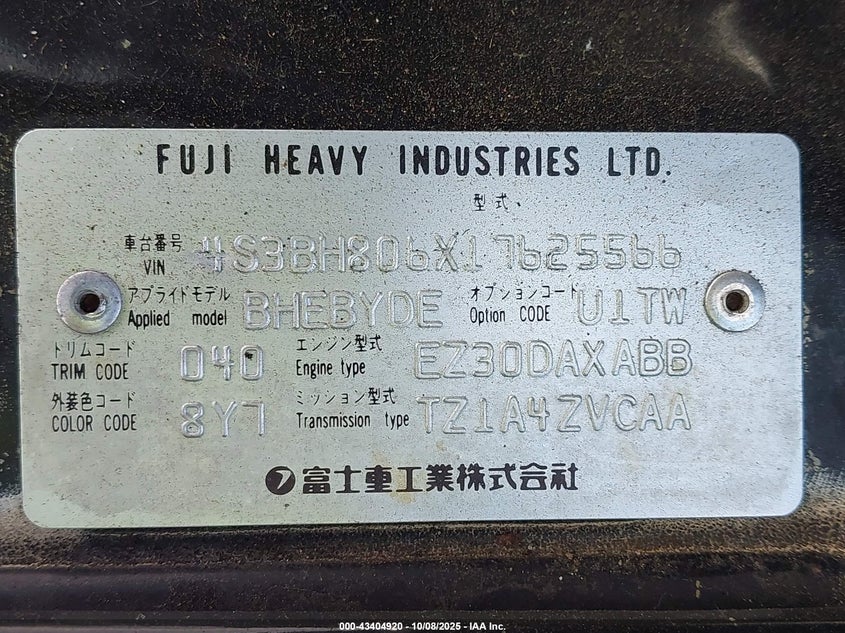 FUJI HEAVY INDUSTRIES LTD.
型式、
車台番号
VIN 4S3BH806X17625566
アプライドモデル オプションコード
Applied model BHEBYDE Option CODE U1TW
トリムコード エンジン型式
TRIM CODE 040 Engine type EZ30DAXABB
外装色コード ミッション型式
COLOR CODE 8Y7 Transmission type TZ1A4ZVCAA
富士重工業株式会社
000-43404920 - 10/08/2025 - IAA Inc.